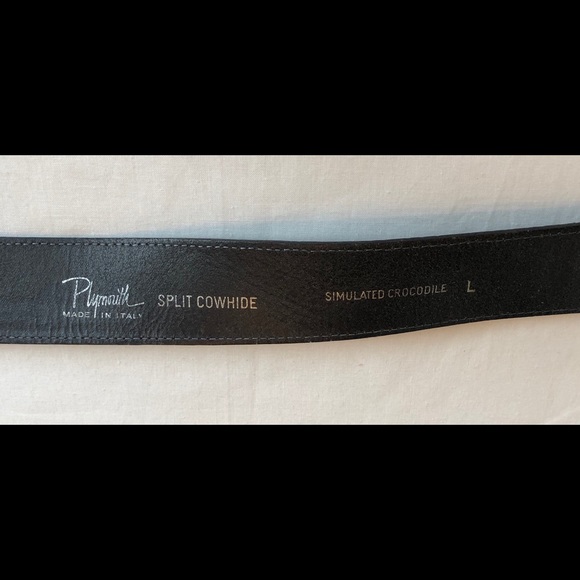 Plymouth
MADE IN ITALY
SPLIT COWHIDE
SIMULATED CROCODILE L